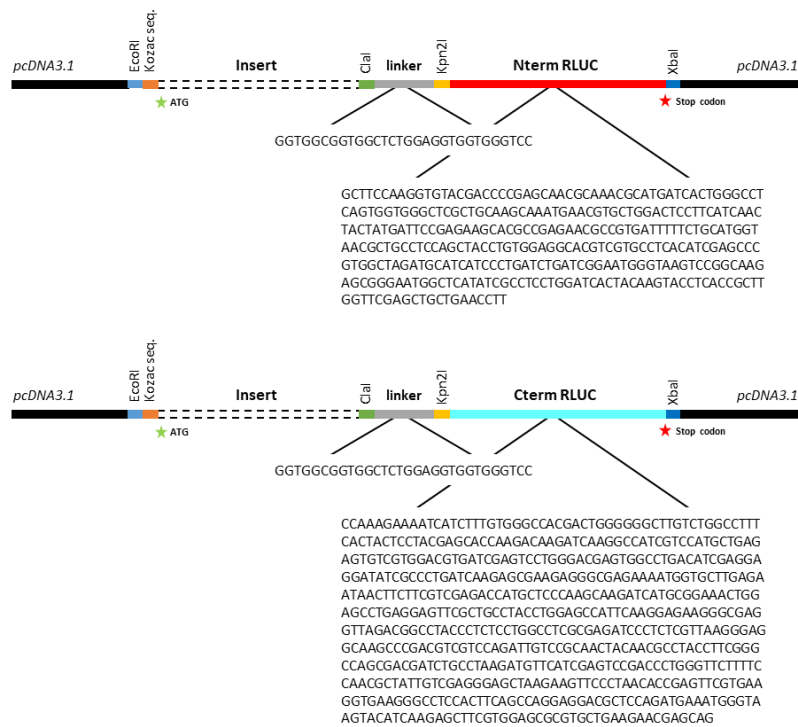 pcDNA3.1 EcoRI Kozac seq. Insert ClaI linker Kpn2I Nterm RLUC XbaI pcDNA3.1
ATG Stop codon
GGTGGCGGTGGCTCTGGAGGTGGTGGGTCC
GCTTCCAAGGTGTACGACCCCGAGCAACGCAAACGCATGATCACTGGGCCT
CAGTGGTGGGCTCGCTGCAAGCAAATGAACGTGCTGGACTCCTTCATCAAC
TACTATGATTCCGAGAAGCACGCCGAGAACGCCGTGATTTTTCTGCATGGT
AACGCTGCCTCCAGCTACCTGTGGAGGCACGTCGTGCCTCACATCGAGCCC
GTGGCTAGATGCATCATCCCTGATCTGATCGGAATGGGTAAGTCCGGCAAG
AGCGGGAATGGCTCATATCGCCTCCTGGATCACTACAAGTACCTCACCGCTT
GGTTCGAGCTGCTGAACCTT
pcDNA3.1 EcoRI Kozac seq. Insert ClaI linker Kpn2I Cterm RLUC XbaI pcDNA3.1
ATG Stop codon
GGTGGCGGTGGCTCTGGAGGTGGTGGGTCC
CCAAAGAAAATCATCTTTGTGGGCCACGACTGGGGGGCTTGTCTGGCCTTT
CACTACTCCTACGAGCACCAAGACAAGATCAAGGCCATCGTCCATGCTGAG
AGTGTCGTGGACGTGATCGAGTCCTGGGACGAGTGGCCTGACATCGAGGA
GGATATCGCCCTGATCAAGAGCGAAGAGGGCGAGAAAATGGTGCTTGAGA
ATAACTTCTTCGTCGAGACCATGCTCCCAAGCAAGATCATGCGGAAACTGG
AGCCTGAGGAGTTCGCTGCCTACCTGGAGCCATTCAAGGAGAAGGGCGAG
GTTAGACGGCCTACCCTCTCCTGGCCTCGCGAGATCCCTCTCGTTAAGGGAG
GCAAGCCCGACGTCGTCCAGATTGTCCGCAACTACAACGCCTACCTTCGGG
CCAGCGACGATCTGCCTAAGATGTTCATCGAGTCCGACCCTGGGTTCTTTTC
CAACGCTATTGTCGAGGGAGCTAAGAAGTTCCCTAACACCGAGTTCGTGAA
GGTGAAGGGCCTCCACTTCAGCCAGGAGGACGCTCCAGATGAAATGGGTA
AGTACATCAAGAGCTTCGTGGAGCGCGTGCTGAAGAACGAGCAG